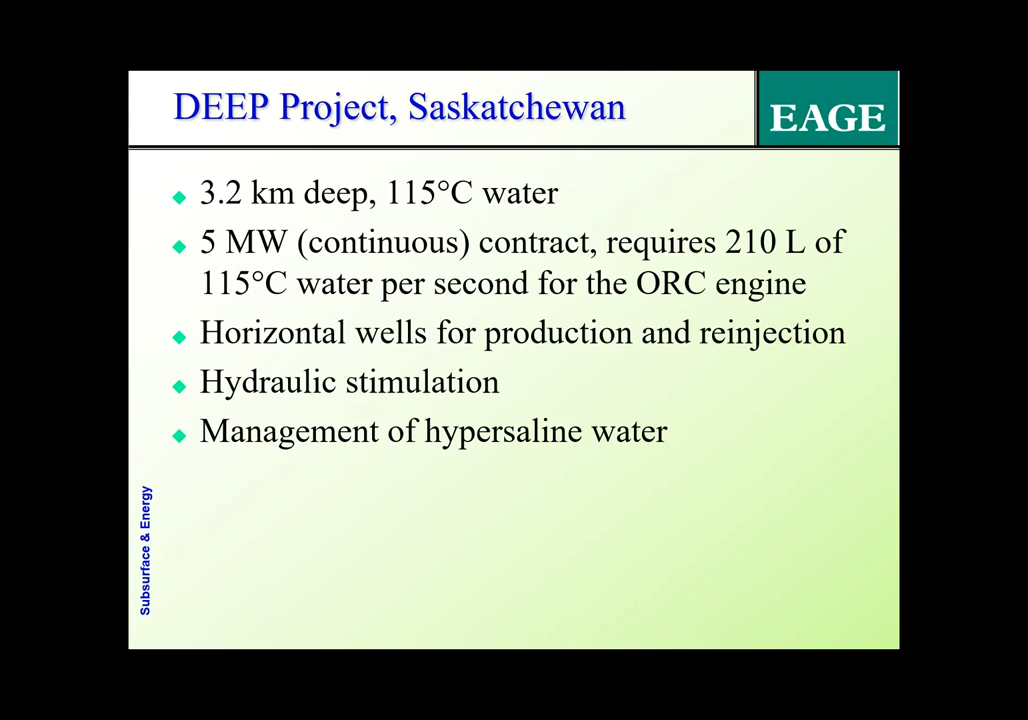 DEEP Project, Saskatchewan
EAGE
3.2 km deep, 115°C water
5 MW (continuous) contract, requires 210 L of
115°C water per second for the ORC engine
Horizontal wells for production and reinjection
Hydraulic stimulation
Management of hypersaline water
Subsurface & Energy